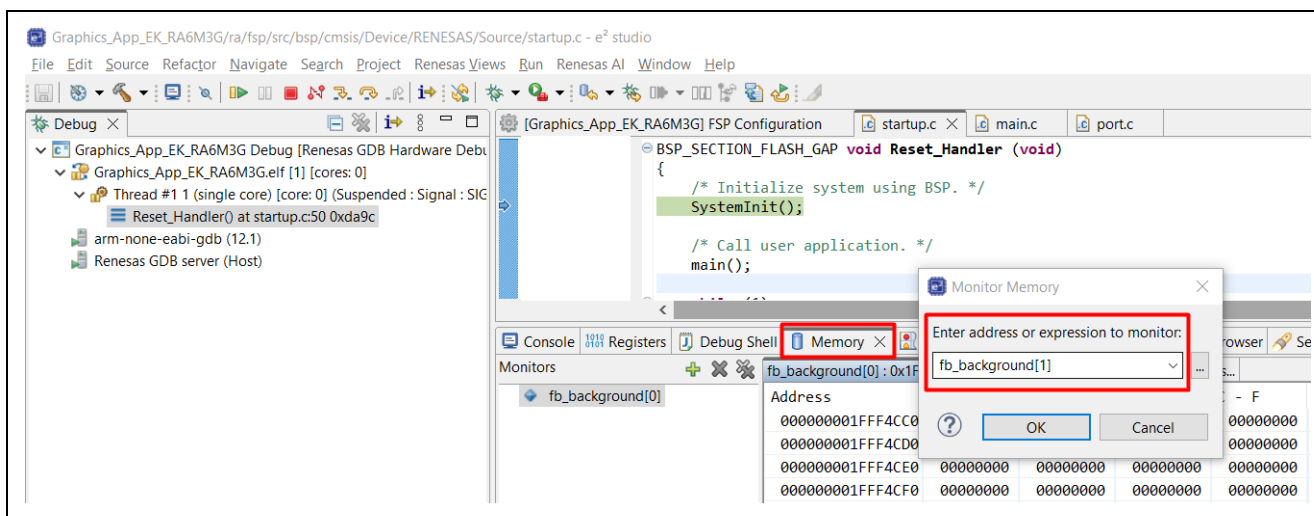 Graphics_App_EK_RA6M3G/ra/fsp/src/bsp/cmsis/Device/RENESAS/Source/startup.c - e² studio
File Edit Source Refactor Navigate Search Project Renesas Views Run Renesas AI Window Help
Debug
Graphics_App_EK_RA6M3G Debug [Renesas GDB Hardware Debu
Graphics_App_EK_RA6M3G.elf [1] [cores: 0]
Thread #1 1 (single core) [core: 0] (Suspended : Signal : SIG
Reset_Handler() at startup.c:50 0xda9c
arm-none-eabi-gdb (12.1)
Renesas GDB server (Host)
[Graphics_App_EK_RA6M3G] FSP Configuration startup.c main.c port.c
BSP_SECTION_FLASH_GAP void Reset_Handler (void)
{
/* Initialize system using BSP. */
SystemInit();
/* Call user application. */
main();
Monitor Memory
Enter address or expression to monitor:
fb_background[1]
...
OK Cancel
Console Registers Debug Shell Memory rowser Se
Monitors
fb_background[0]
fb_background[0] : 0x1F s...
Address - F
000000001FFF4CC0 00000000
000000001FFF4CD0 00000000
000000001FFF4CE0 00000000 00000000 00000000 00000000
000000001FFF4CF0 00000000 00000000 00000000 00000000